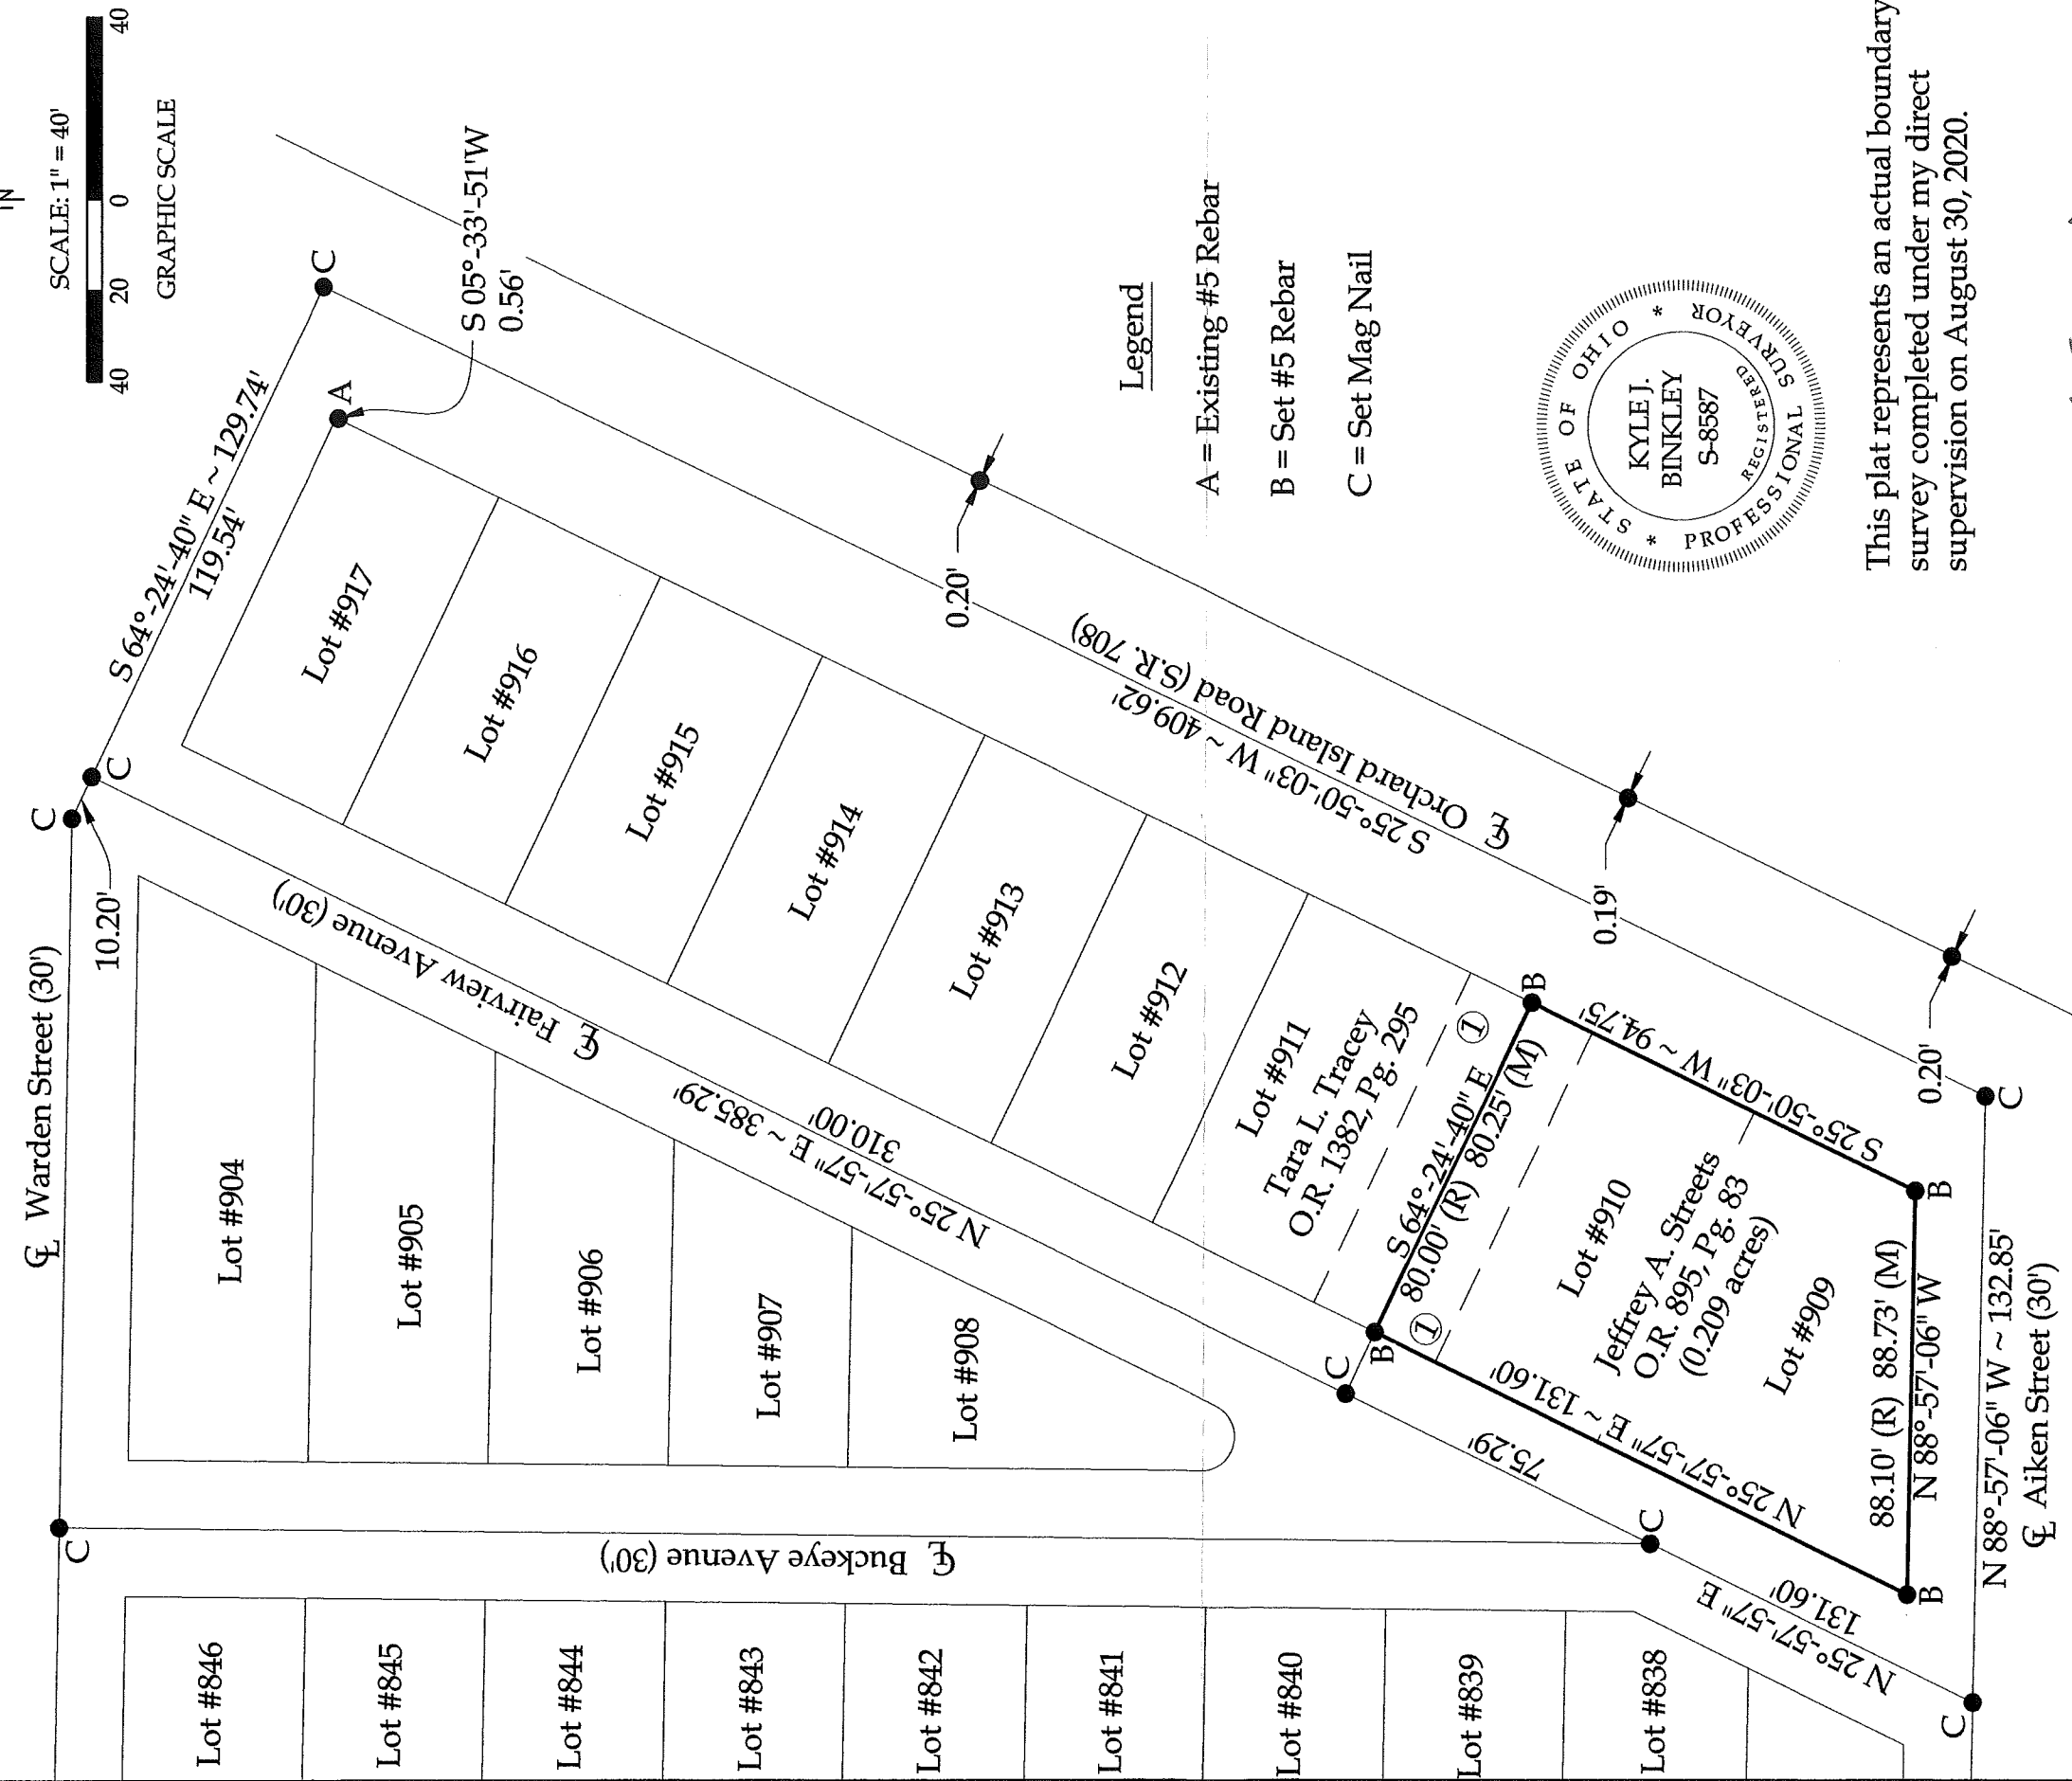 N
SCALE: 1" = 40'
40
20
0
40
GRAPHIC SCALE
℄ Warden Street (30')
C
C
C
10.20'
S 64°-24'-40" E ~ 129.74'
119.54'
C
A
S 05°-33'-51"W
0.56'
Lot #917
Lot #916
Lot #915
Lot #914
Lot #913
Lot #912
Lot #911
Tara L. Tracey
O.R. 1382, Pg. 295
℄ Fairview Avenue (30')
N 25°-57'-57" E ~ 385.29'
310.00'
Lot #904
Lot #905
Lot #906
Lot #907
Lot #908
℄ Buckeye Avenue (30')
Lot #846
Lot #845
Lot #844
Lot #843
Lot #842
Lot #841
Lot #840
Lot #839
Lot #838
℄ Orchard Island Road (S.R. 708)
S 25°-50'-03" W ~ 409.62'
0.20'
0.19'
0.20'
C
B
S 64°-24'-40" E
80.00' (R) 80.25' (M)
B
1
1
75.29'
C
N 25°-57'-57" E
131.60'
C
N 25°-57'-57" E ~ 131.60'
S 25°-50'-03" W ~ 94.75'
Lot #910
Jeffrey A. Streets
O.R. 895, Pg. 83
(0.209 acres)
Lot #909
88.10' (R) 88.73' (M)
N 88°-57'-06" W
B
B
C
N 88°-57'-06" W ~ 132.85'
℄ Aiken Street (30')
Legend
A = Existing #5 Rebar
B = Set #5 Rebar
C = Set Mag Nail
* STATE OF OHIO *
KYLE J.
BINKLEY
S-8587
REGISTERED
PROFESSIONAL SURVEYOR
This plat represents an actual boundary
survey completed under my direct
supervision on August 30, 2020.